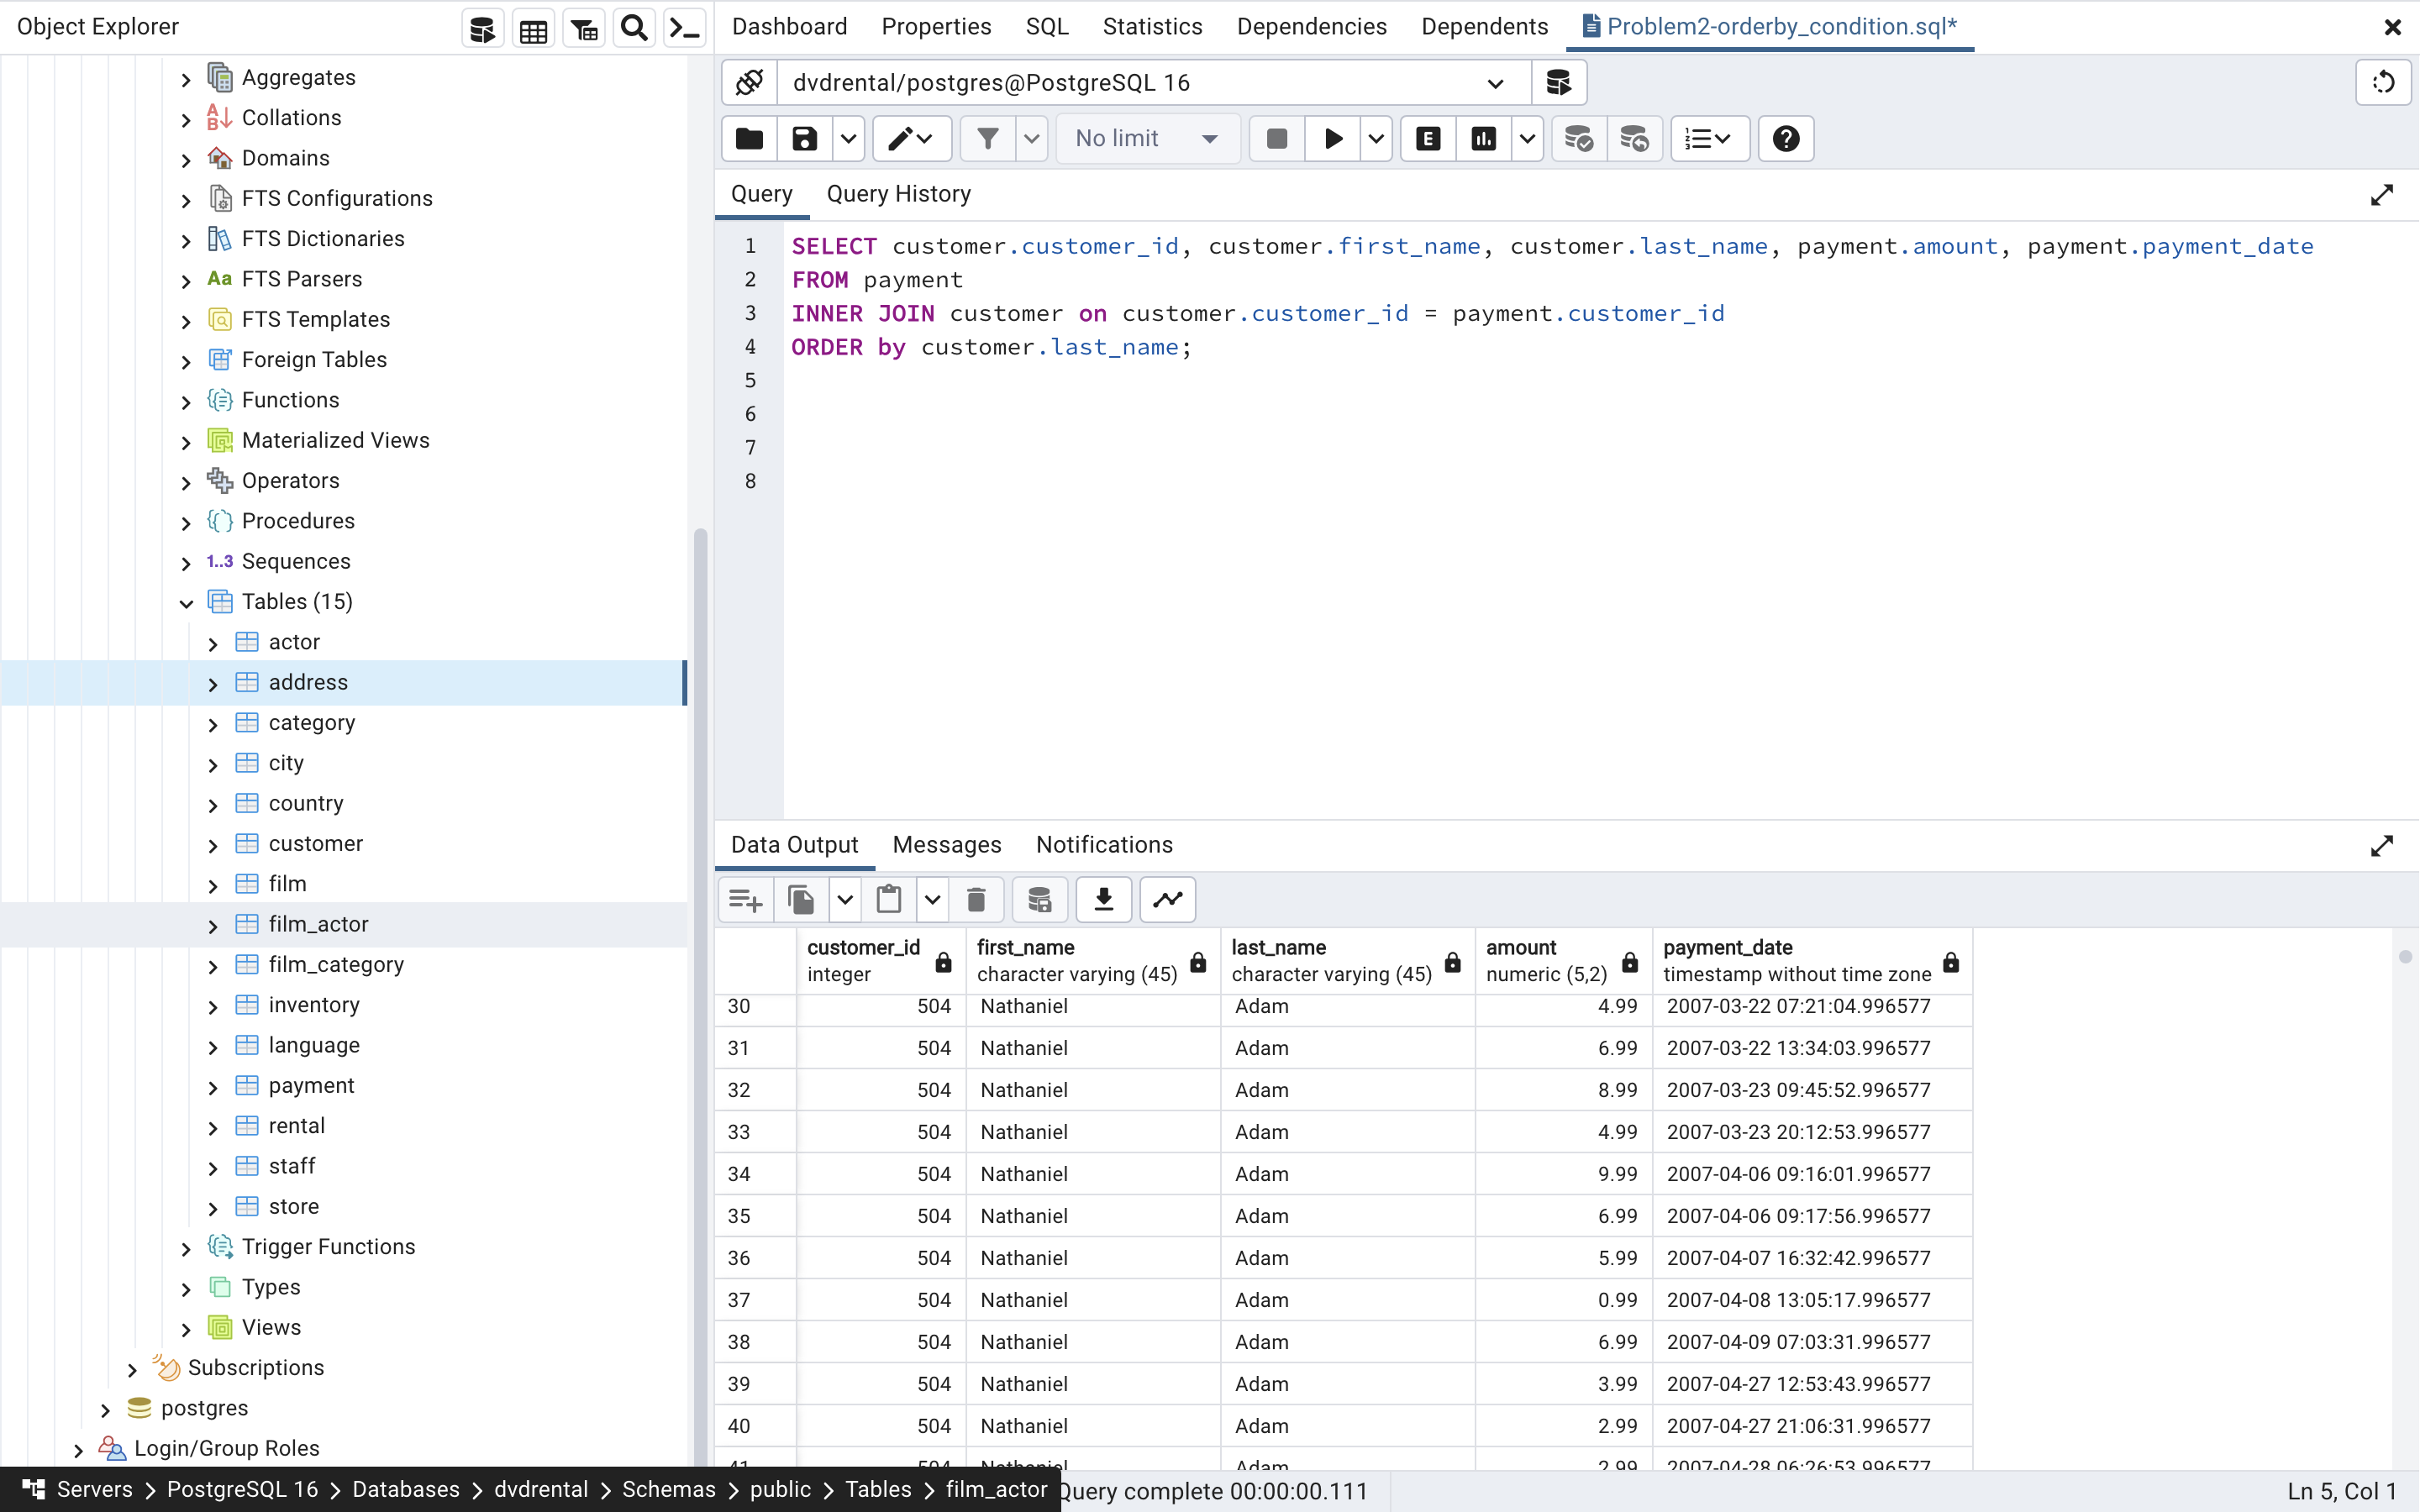 Object Explorer
Dashboard Properties SQL Statistics Dependencies Dependents Problem2-orderby_condition.sql*
Aggregates
Collations
Domains
FTS Configurations
FTS Dictionaries
Aa FTS Parsers
FTS Templates
Foreign Tables
Functions
Materialized Views
Operators
Procedures
1..3 Sequences
Tables (15)
actor
address
category
city
country
customer
film
film_actor
film_category
inventory
language
payment
rental
staff
store
Trigger Functions
Types
Views
Subscriptions
postgres
Login/Group Roles
dvdrental/postgres@PostgreSQL 16
No limit E
Query Query History
1 SELECT customer.customer_id, customer.first_name, customer.last_name, payment.amount, payment.payment_date
2 FROM payment
3 INNER JOIN customer on customer.customer_id = payment.customer_id
4 ORDER by customer.last_name;
5
6
7
8
Data Output Messages Notifications
customer_id first_name last_name amount payment_date
integer character varying (45) character varying (45) numeric (5,2) timestamp without time zone
30 504 Nathaniel Adam 4.99 2007-03-22 07:21:04.996577
31 504 Nathaniel Adam 6.99 2007-03-22 13:34:03.996577
32 504 Nathaniel Adam 8.99 2007-03-23 09:45:52.996577
33 504 Nathaniel Adam 4.99 2007-03-23 20:12:53.996577
34 504 Nathaniel Adam 9.99 2007-04-06 09:16:01.996577
35 504 Nathaniel Adam 6.99 2007-04-06 09:17:56.996577
36 504 Nathaniel Adam 5.99 2007-04-07 16:32:42.996577
37 504 Nathaniel Adam 0.99 2007-04-08 13:05:17.996577
38 504 Nathaniel Adam 6.99 2007-04-09 07:03:31.996577
39 504 Nathaniel Adam 3.99 2007-04-27 12:53:43.996577
40 504 Nathaniel Adam 2.99 2007-04-27 21:06:31.996577
41 504 Nathaniel Adam 2.99 2007-04-28 06:26:53.996577
Servers > PostgreSQL 16 > Databases > dvdrental > Schemas > public > Tables > film_actor Query complete 00:00:00.111 Ln 5, Col 1